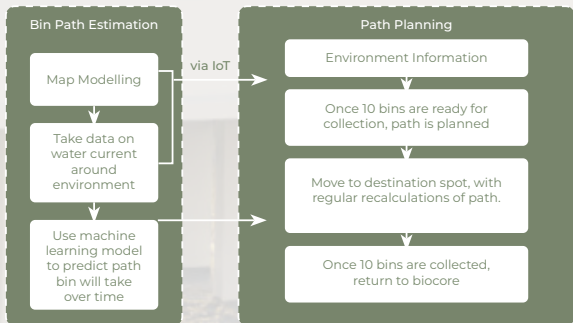 Bin Path Estimation
Map Modelling
Take data on
water current
around
environment
Use machine
learning model
to predict path
bin will take
over time
via IoT
Path Planning
Environment Information
Once 10 bins are ready for
collection, path is planned
Move to destination spot, with
regular recalculations of path.
Once 10 bins are collected,
return to biocore